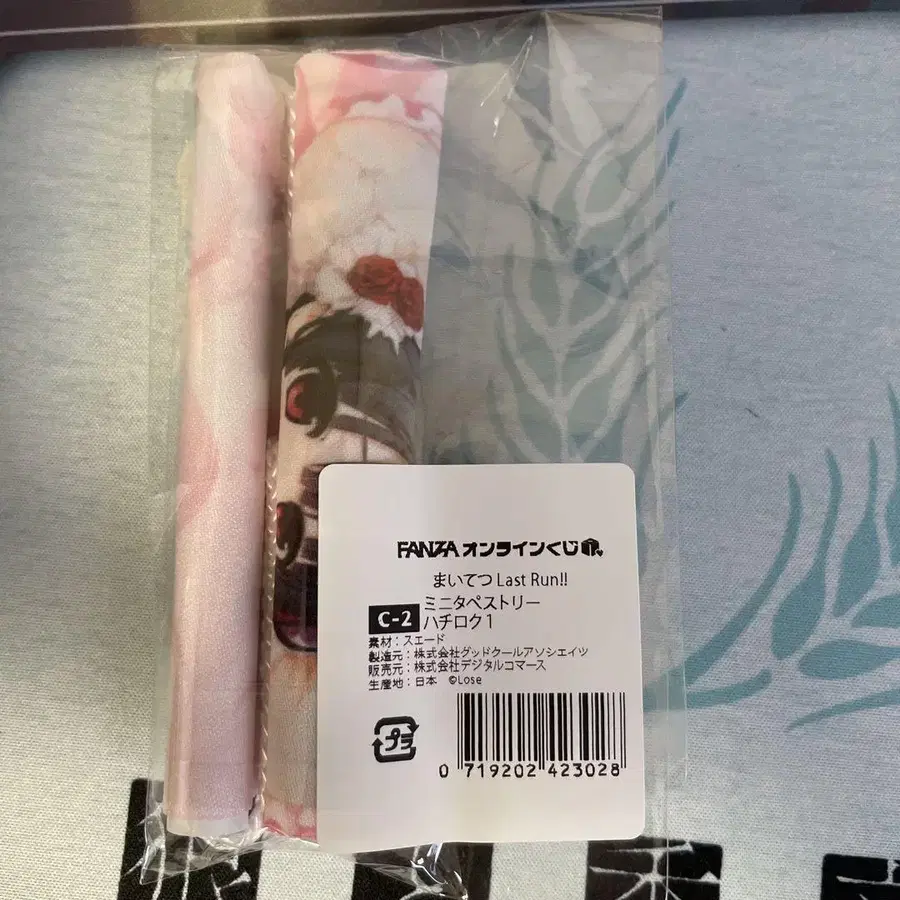 FANZA オンラインくじ
まいてつ Last Run!!
C-2
ミニタペストリー
ハチロク1
素材：スエード
製造元：株式会社グッドクールアソシエイツ
販売元：株式会社デジタルコマース
生産地：日本 ©Lose
プラ
0 719202 423028